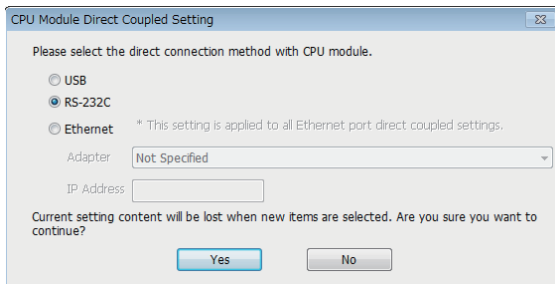 CPU Module Direct Coupled Setting
Please select the direct connection method with CPU module.
USB
RS-232C
Ethernet * This setting is applied to all Ethernet port direct coupled settings.
Adapter Not Specified
IP Address
Current setting content will be lost when new items are selected. Are you sure you want to
continue?
Yes No